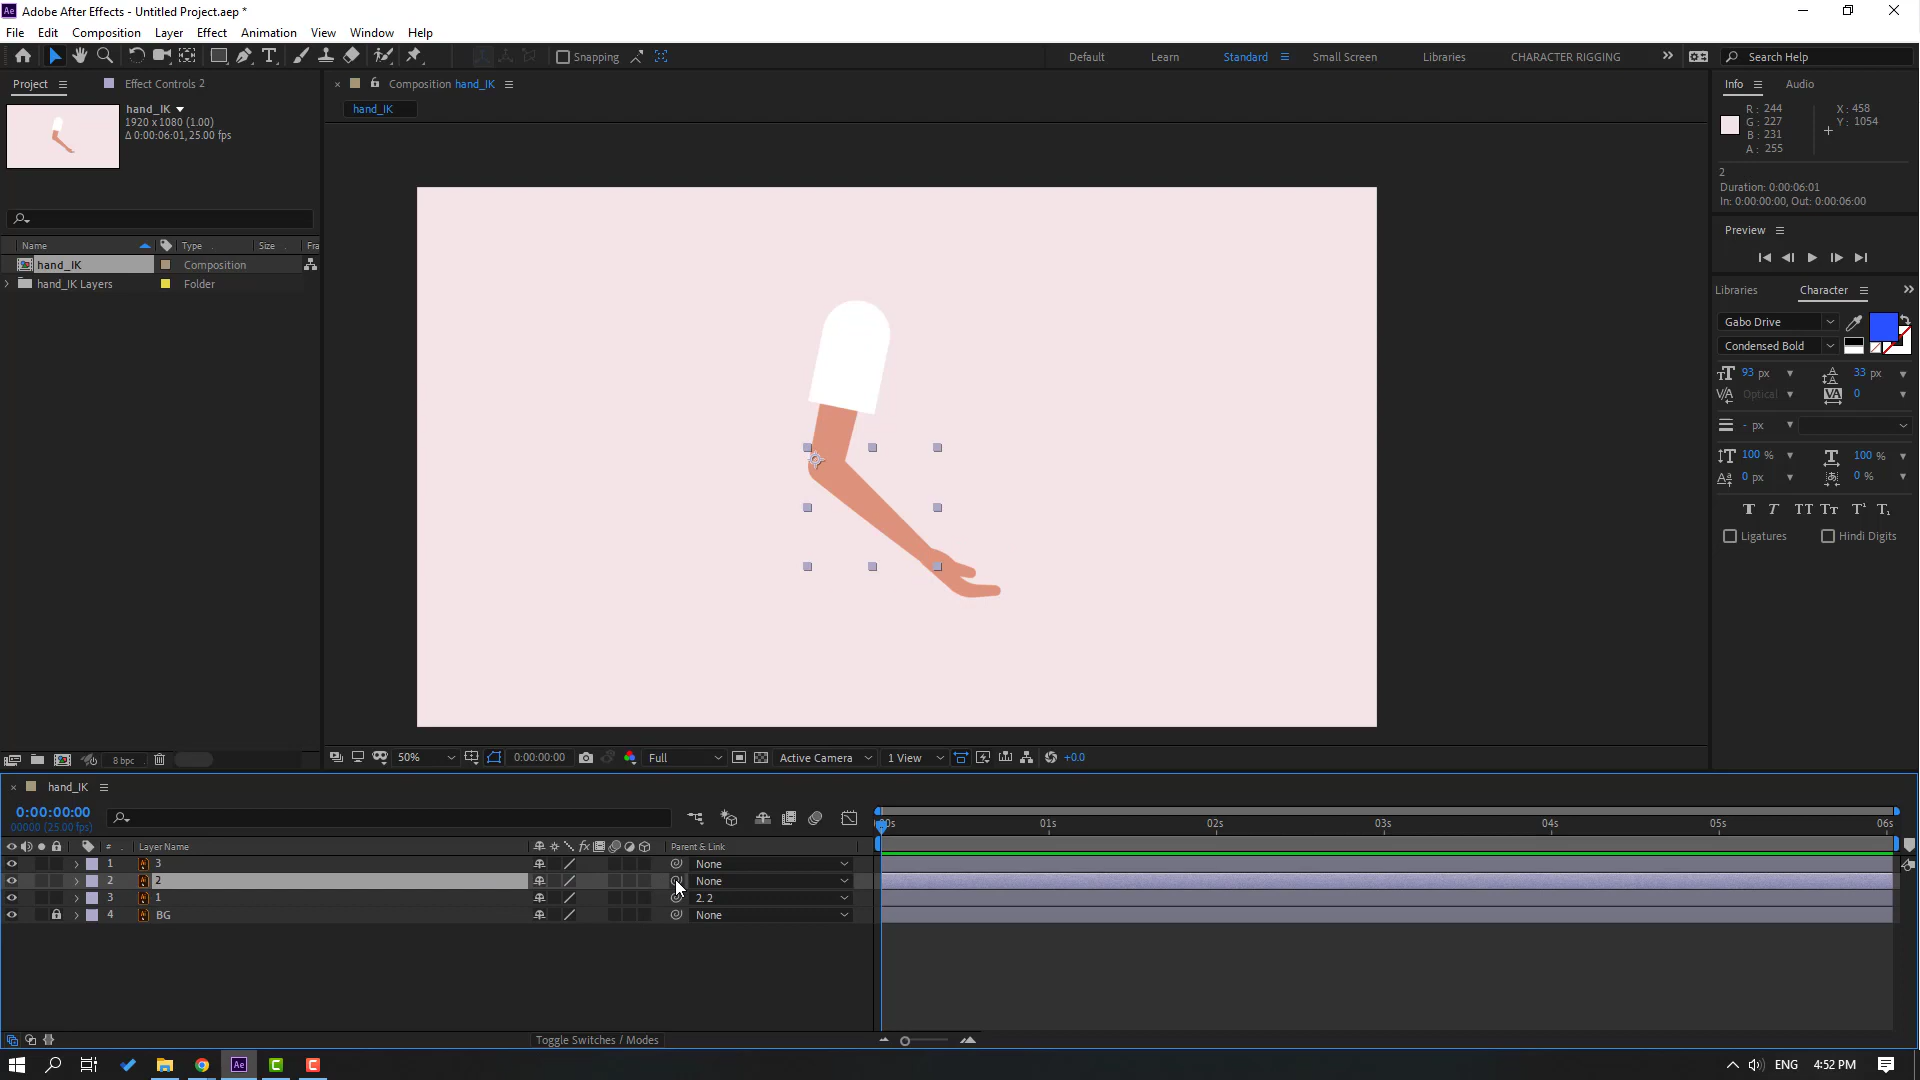 Adobe After Effects - Untitled Project.aep *
File Edit Composition Layer Effect Animation View Window Help
Snapping
Default Learn Standard Small Screen Libraries CHARACTER RIGGING Search Help
Project Effect Controls 2
hand_IK
1920 x 1080 (1.00)
Δ 0:00:06:01, 25.00 fps
Name Type Size Fra
hand_IK Composition
hand_IK Layers Folder
8 bpc
Composition hand_IK
hand_IK
50% 0:00:00:00 Full Active Camera 1 View +0.0
Info Audio
R: 244 X: 458
G: 227 Y: 1054
B: 231
A: 255
2
Duration: 0:00:06:01
In: 0:00:00:00, Out: 0:00:06:00
Preview
Libraries Character
Gabo Drive
Condensed Bold
93 px 33 px
Optical 0
- px
100 % 100 %
0 px 0 %
T T TT Tt T¹ T₁
Ligatures Hindi Digits
hand_IK
0:00:00:00
00000 (25.00 fps)
00s 01s 02s 03s 04s 05s 06s
# Layer Name fx Parent & Link
1 3 None
2 2 None
3 1 2. 2
4 BG None
Toggle Switches / Modes
Ae ENG 4:52 PM